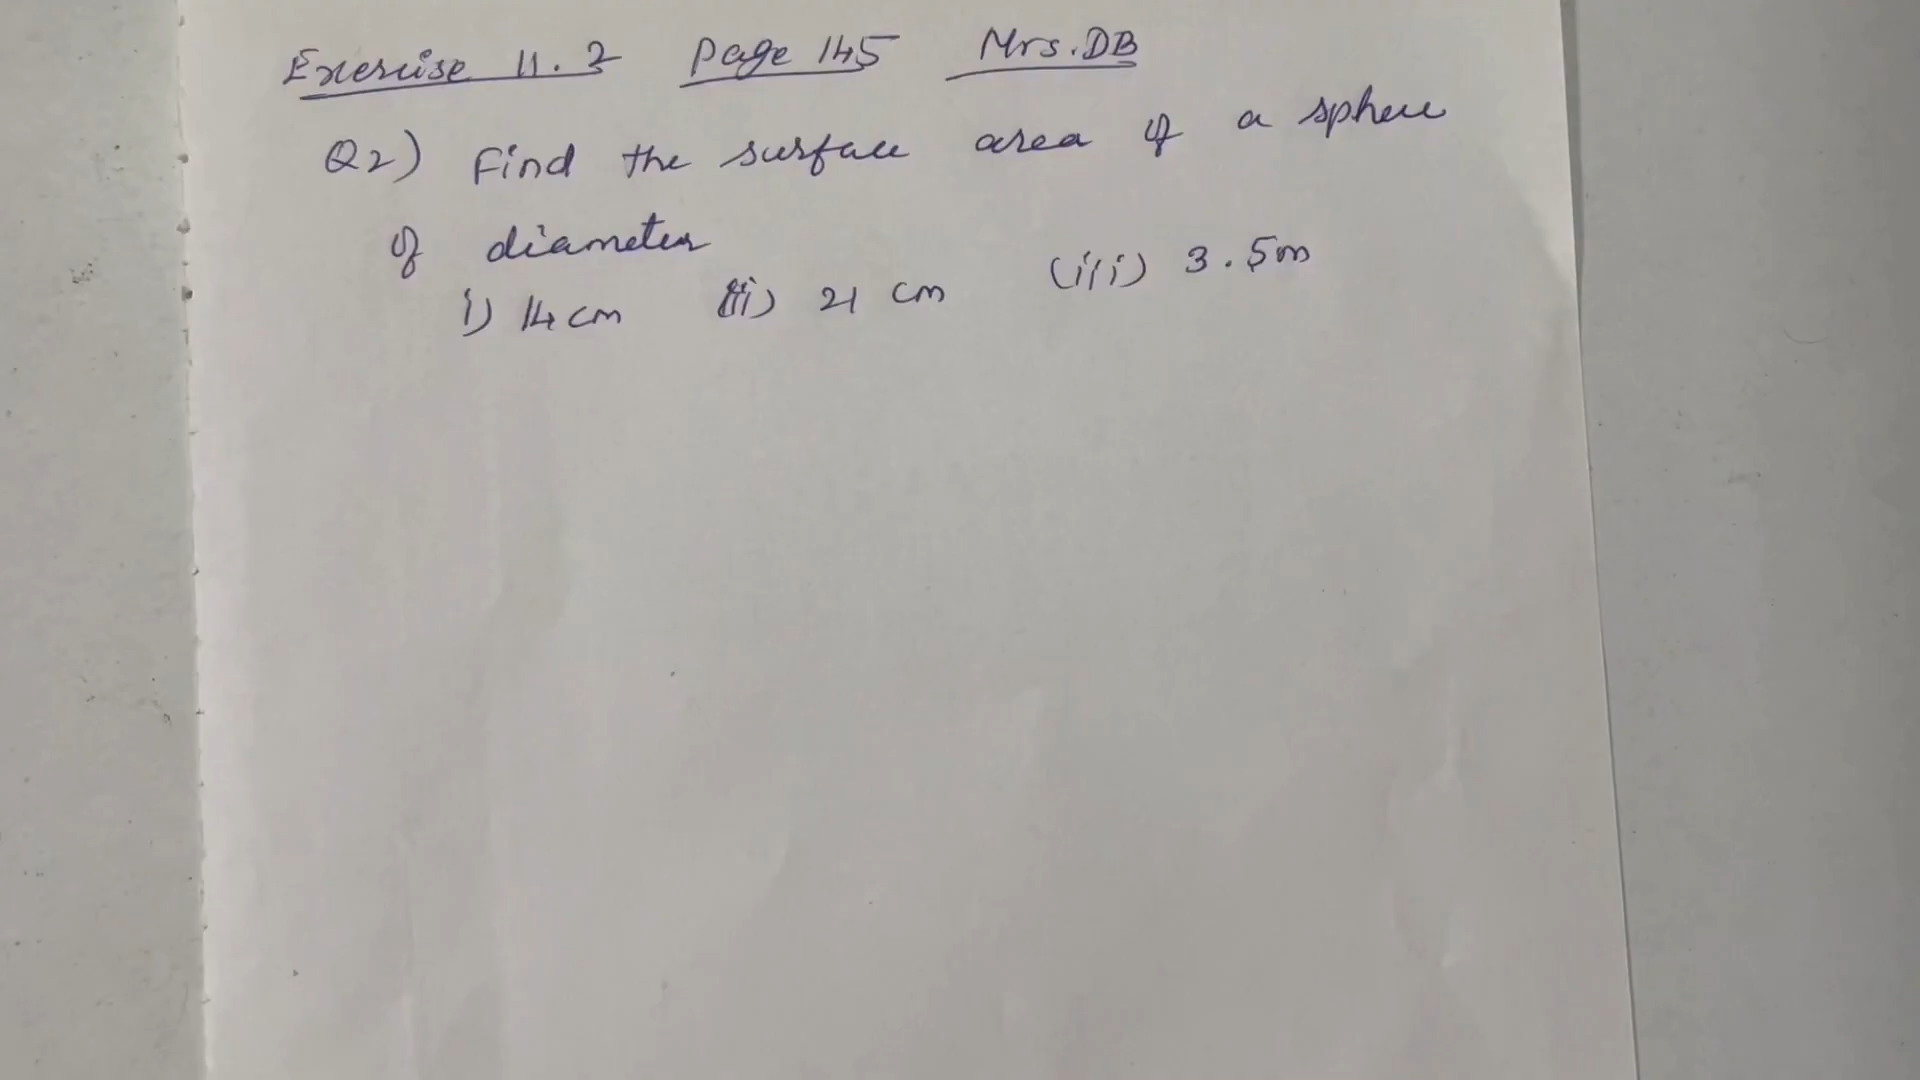 Exercise 11.2 Page 145 Mrs.DB
Q2) Find the surface area of a sphere
of diameter
i) 14 cm (ii) 21 cm (iii) 3.5m